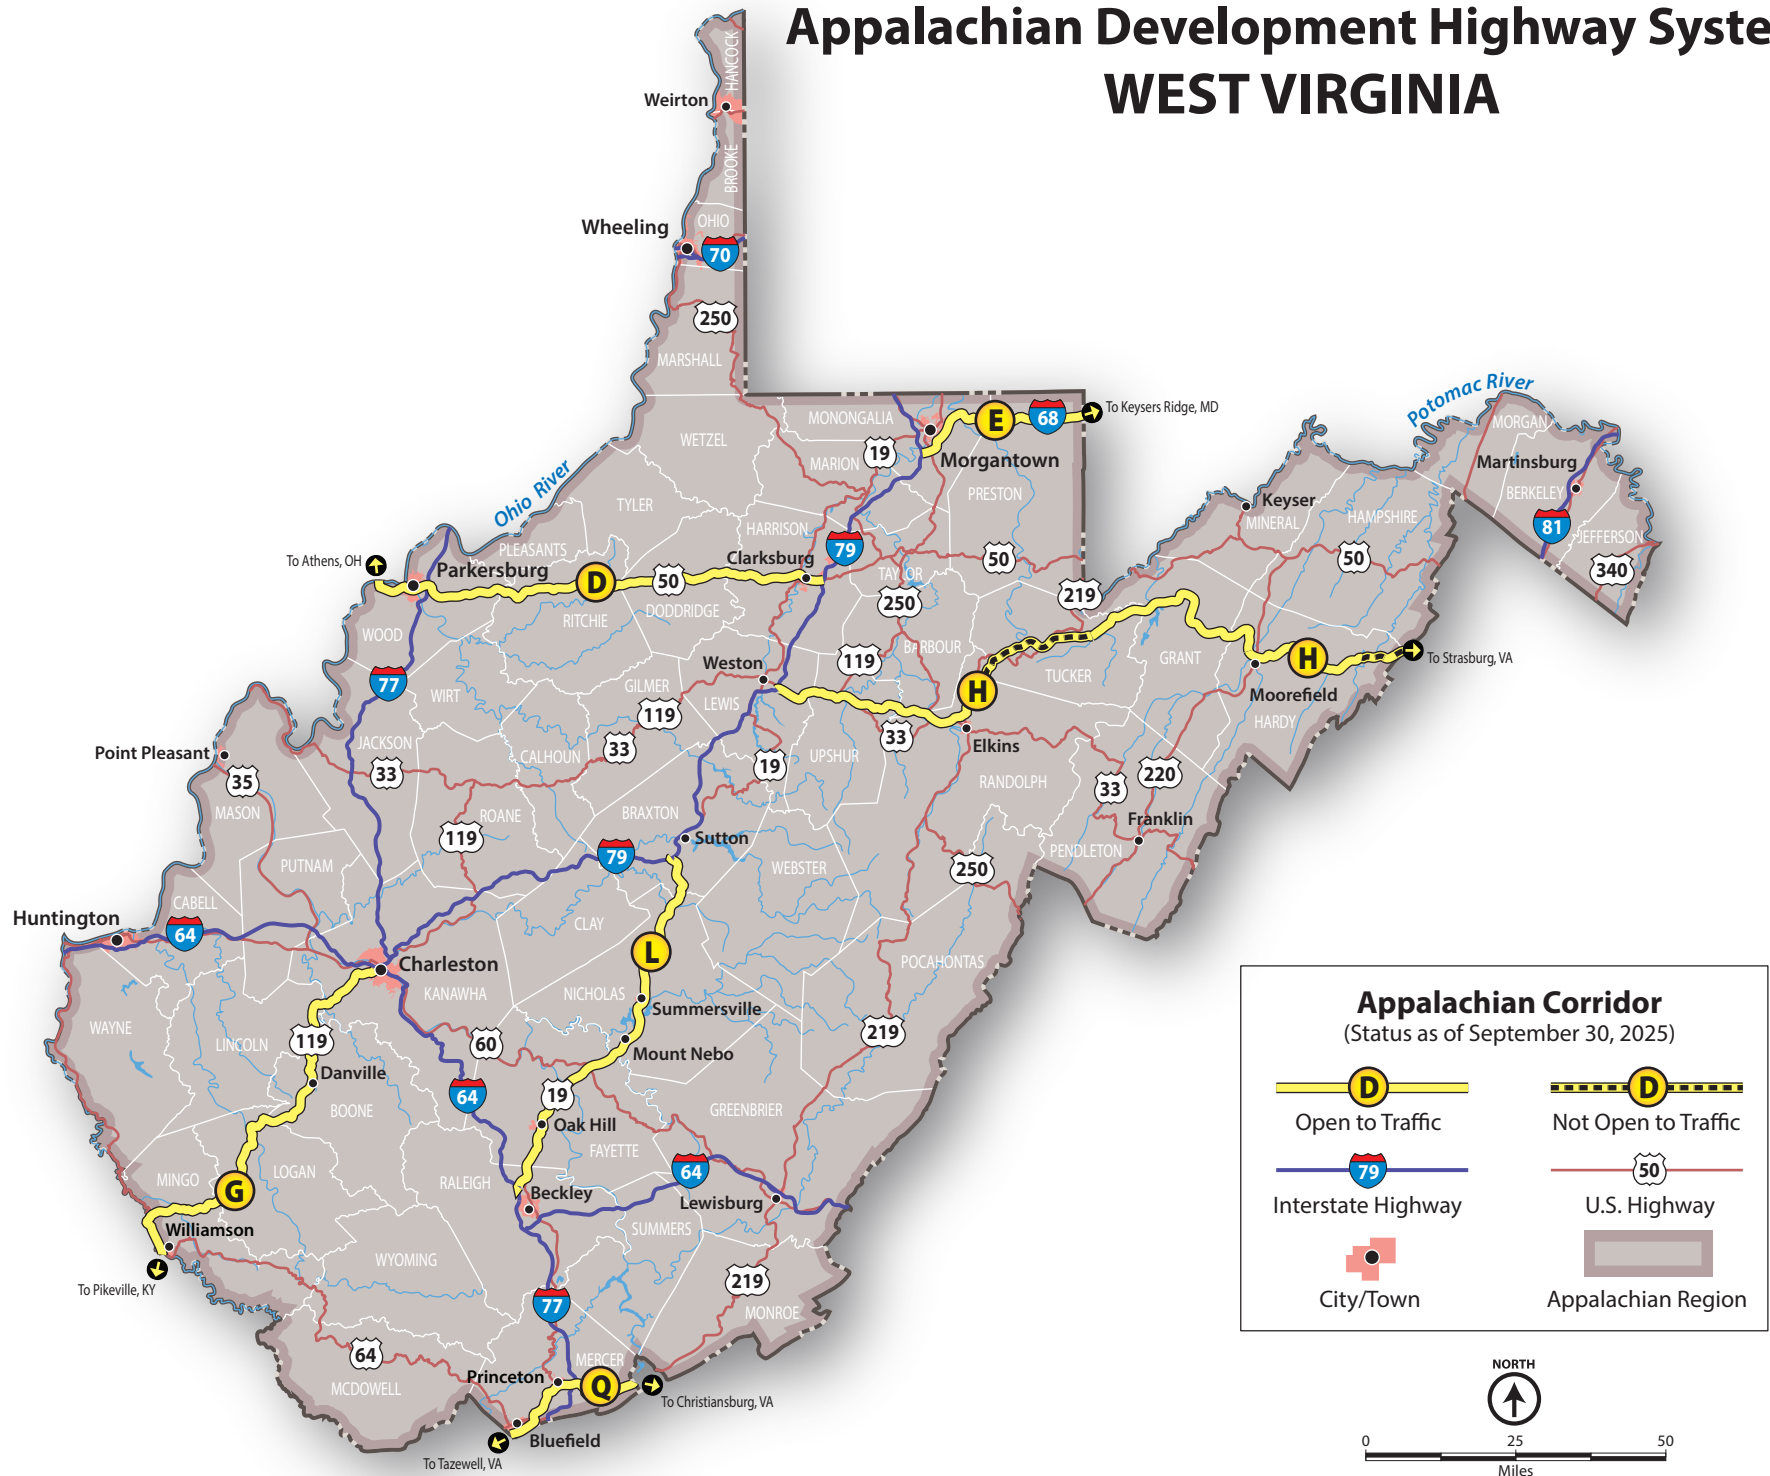 Appalachian Development Highway Syste
WEST VIRGINIA
HANCOCK
Weirton
BROOKE
OHIO
Wheeling
70
250
MARSHALL
Potomac River
MORGAN
To Keysers Ridge, MD
MONONGALIA
E
68
WETZEL
19
Morgantown
MARION
Martinsburg
BERKELEY
PRESTON
Keyser
MINERAL
HAMPSHIRE
81
JEFFERSON
340
Ohio River
TYLER
HARRISON
79
PLEASANTS
To Athens, OH
Parkersburg
D
50
Clarksburg
50
50
TAYLOR
250
219
RITCHIE
DODDRIDGE
WOOD
BARBOUR
Weston
119
H
To Strasburg, VA
GRANT
TUCKER
H
Moorefield
77
WIRT
GILMER
LEWIS
119
HARDY
33
Elkins
JACKSON
Point Pleasant
33
CALHOUN
33
UPSHUR
19
RANDOLPH
33
220
35
MASON
ROANE
BRAXTON
Franklin
119
Sutton
PENDLETON
PUTNAM
79
WEBSTER
250
CABELL
Huntington
64
CLAY
L
Charleston
POCAHONTAS
KANAWHA
NICHOLAS
Summersville
WAYNE
LINCOLN
119
60
219
Mount Nebo
Danville
BOONE
64
19
GREENBRIER
Oak Hill
FAYETTE
MINGO
LOGAN
G
RALEIGH
64
Beckley
Lewisburg
Williamson
SUMMERS
WYOMING
To Pikeville, KY
219
77
MONROE
64
MCDOWELL
MERCER
Princeton
Q
To Christiansburg, VA
Bluefield
To Tazewell, VA
Appalachian Corridor
(Status as of September 30, 2025)
D
D
Open to Traffic
Not Open to Traffic
79
50
Interstate Highway
U.S. Highway
City/Town
Appalachian Region
NORTH
0 25 50
Miles